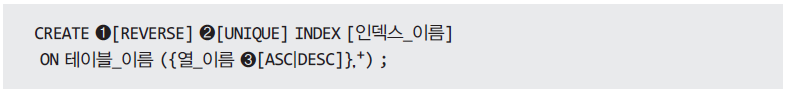 CREATE ❶[REVERSE] ❷[UNIQUE] INDEX [인덱스_이름]
ON 테이블_이름 ({열_이름 ❸[ASC|DESC]},+) ;